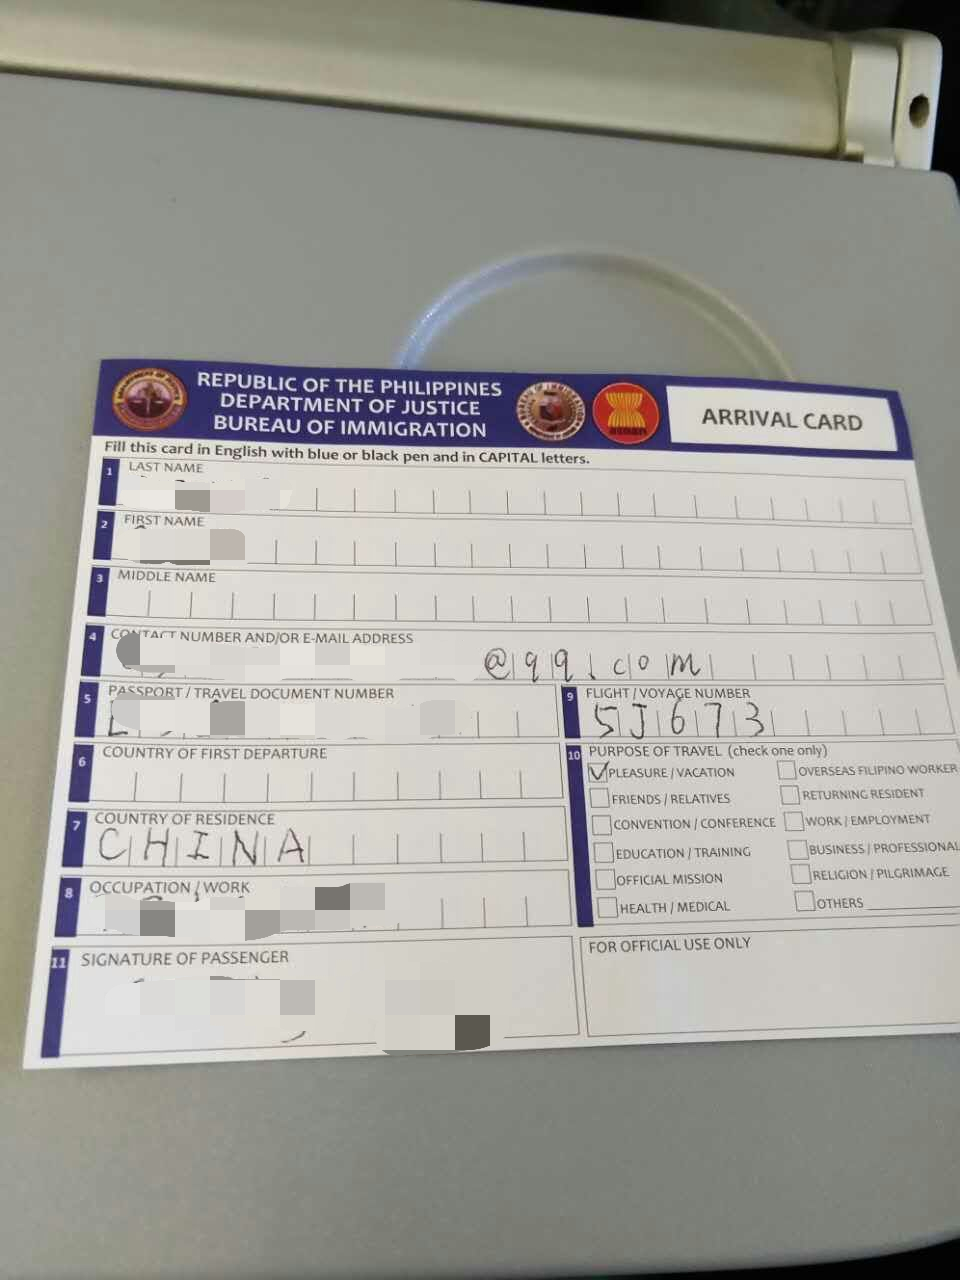 REPUBLIC OF THE PHILIPPINES
DEPARTMENT OF JUSTICE
BUREAU OF IMMIGRATION
ARRIVAL CARD
Fill this card in English with blue or black pen and in CAPITAL letters.
1 LAST NAME
2 FIRST NAME
3 MIDDLE NAME
4 CONTACT NUMBER AND/OR E-MAIL ADDRESS
@qq.com
5 PASSPORT / TRAVEL DOCUMENT NUMBER
9 FLIGHT / VOYAGE NUMBER
5J673
6 COUNTRY OF FIRST DEPARTURE
10 PURPOSE OF TRAVEL (check one only)
PLEASURE / VACATION
OVERSEAS FILIPINO WORKER
FRIENDS / RELATIVES
RETURNING RESIDENT
7 COUNTRY OF RESIDENCE
CHINA
CONVENTION / CONFERENCE
WORK / EMPLOYMENT
EDUCATION / TRAINING
BUSINESS / PROFESSIONAL
8 OCCUPATION / WORK
OFFICIAL MISSION
RELIGION / PILGRIMAGE
HEALTH / MEDICAL
OTHERS
11 SIGNATURE OF PASSENGER
FOR OFFICIAL USE ONLY